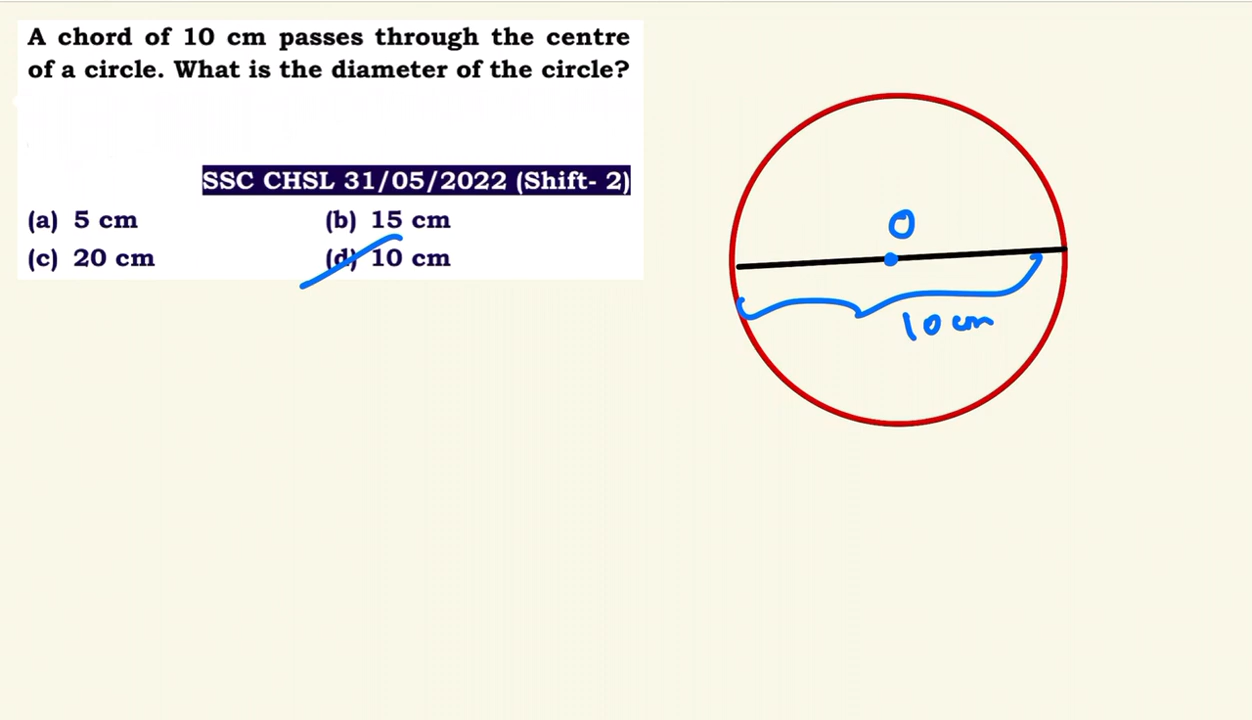 A chord of 10 cm passes through the centre
of a circle. What is the diameter of the circle?
SSC CHSL 31/05/2022 (Shift- 2)
(a) 5 cm (b) 15 cm
(c) 20 cm (d) 10 cm
O
10 cm